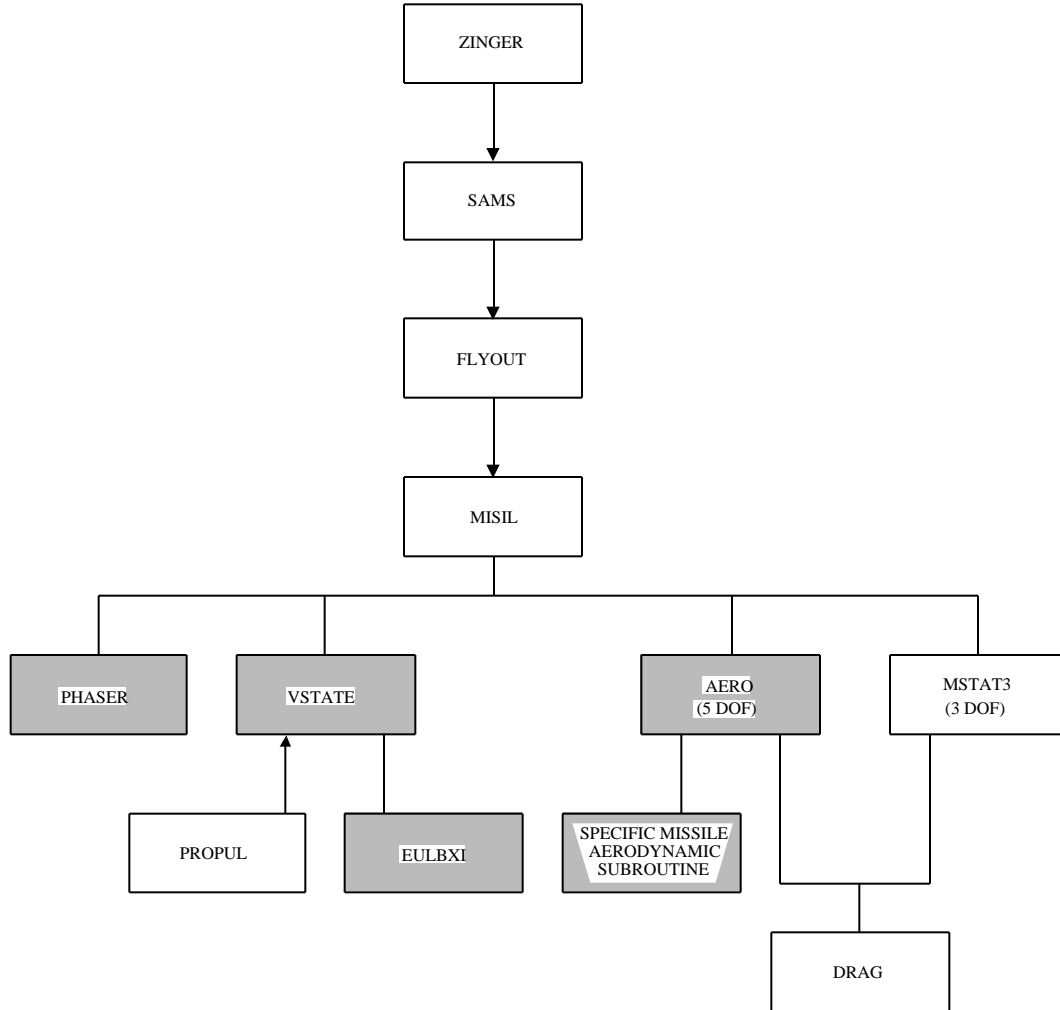 ZINGER
SAMS
FLYOUT
MISIL
PHASER
VSTATE
AERO
(5 DOF)
MSTAT3
(3 DOF)
PROPUL
EULBXI
SPECIFIC MISSILE
AERODYNAMIC
SUBROUTINE
DRAG